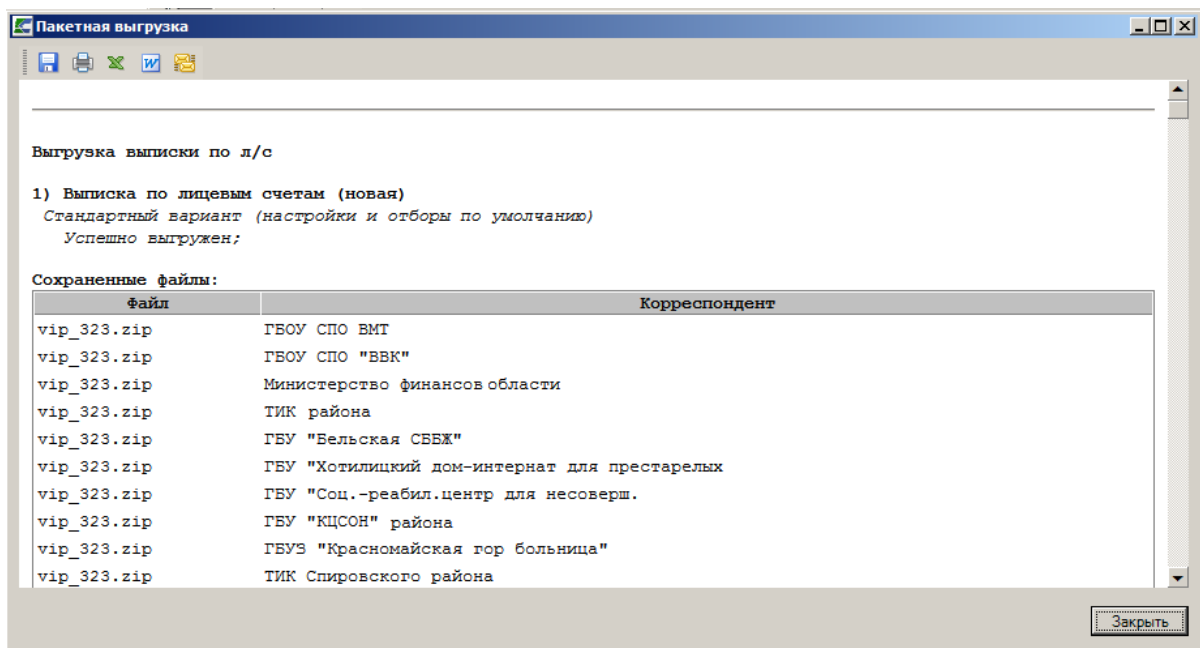 Пакетная выгрузка
Выгрузка выписки по л/с
1) Выписка по лицевым счетам (новая)
Стандартный вариант (настройки и отборы по умолчанию)
Успешно выгружен;
Сохраненные файлы:
Файл Корреспондент
vip_323.zip ГБОУ СПО ВМТ
vip_323.zip ГБОУ СПО "ВВК"
vip_323.zip Министерство финансов области
vip_323.zip ТИК района
vip_323.zip ГБУ "Бельская СББЖ"
vip_323.zip ГБУ "Хотилицкий дом-интернат для престарелых
vip_323.zip ГБУ "Соц.-реабил.центр для несоверш.
vip_323.zip ГБУ "КЦСОН" района
vip_323.zip ГБУЗ "Красномайская гор больница"
vip_323.zip ТИК Спировского района
Закрыть